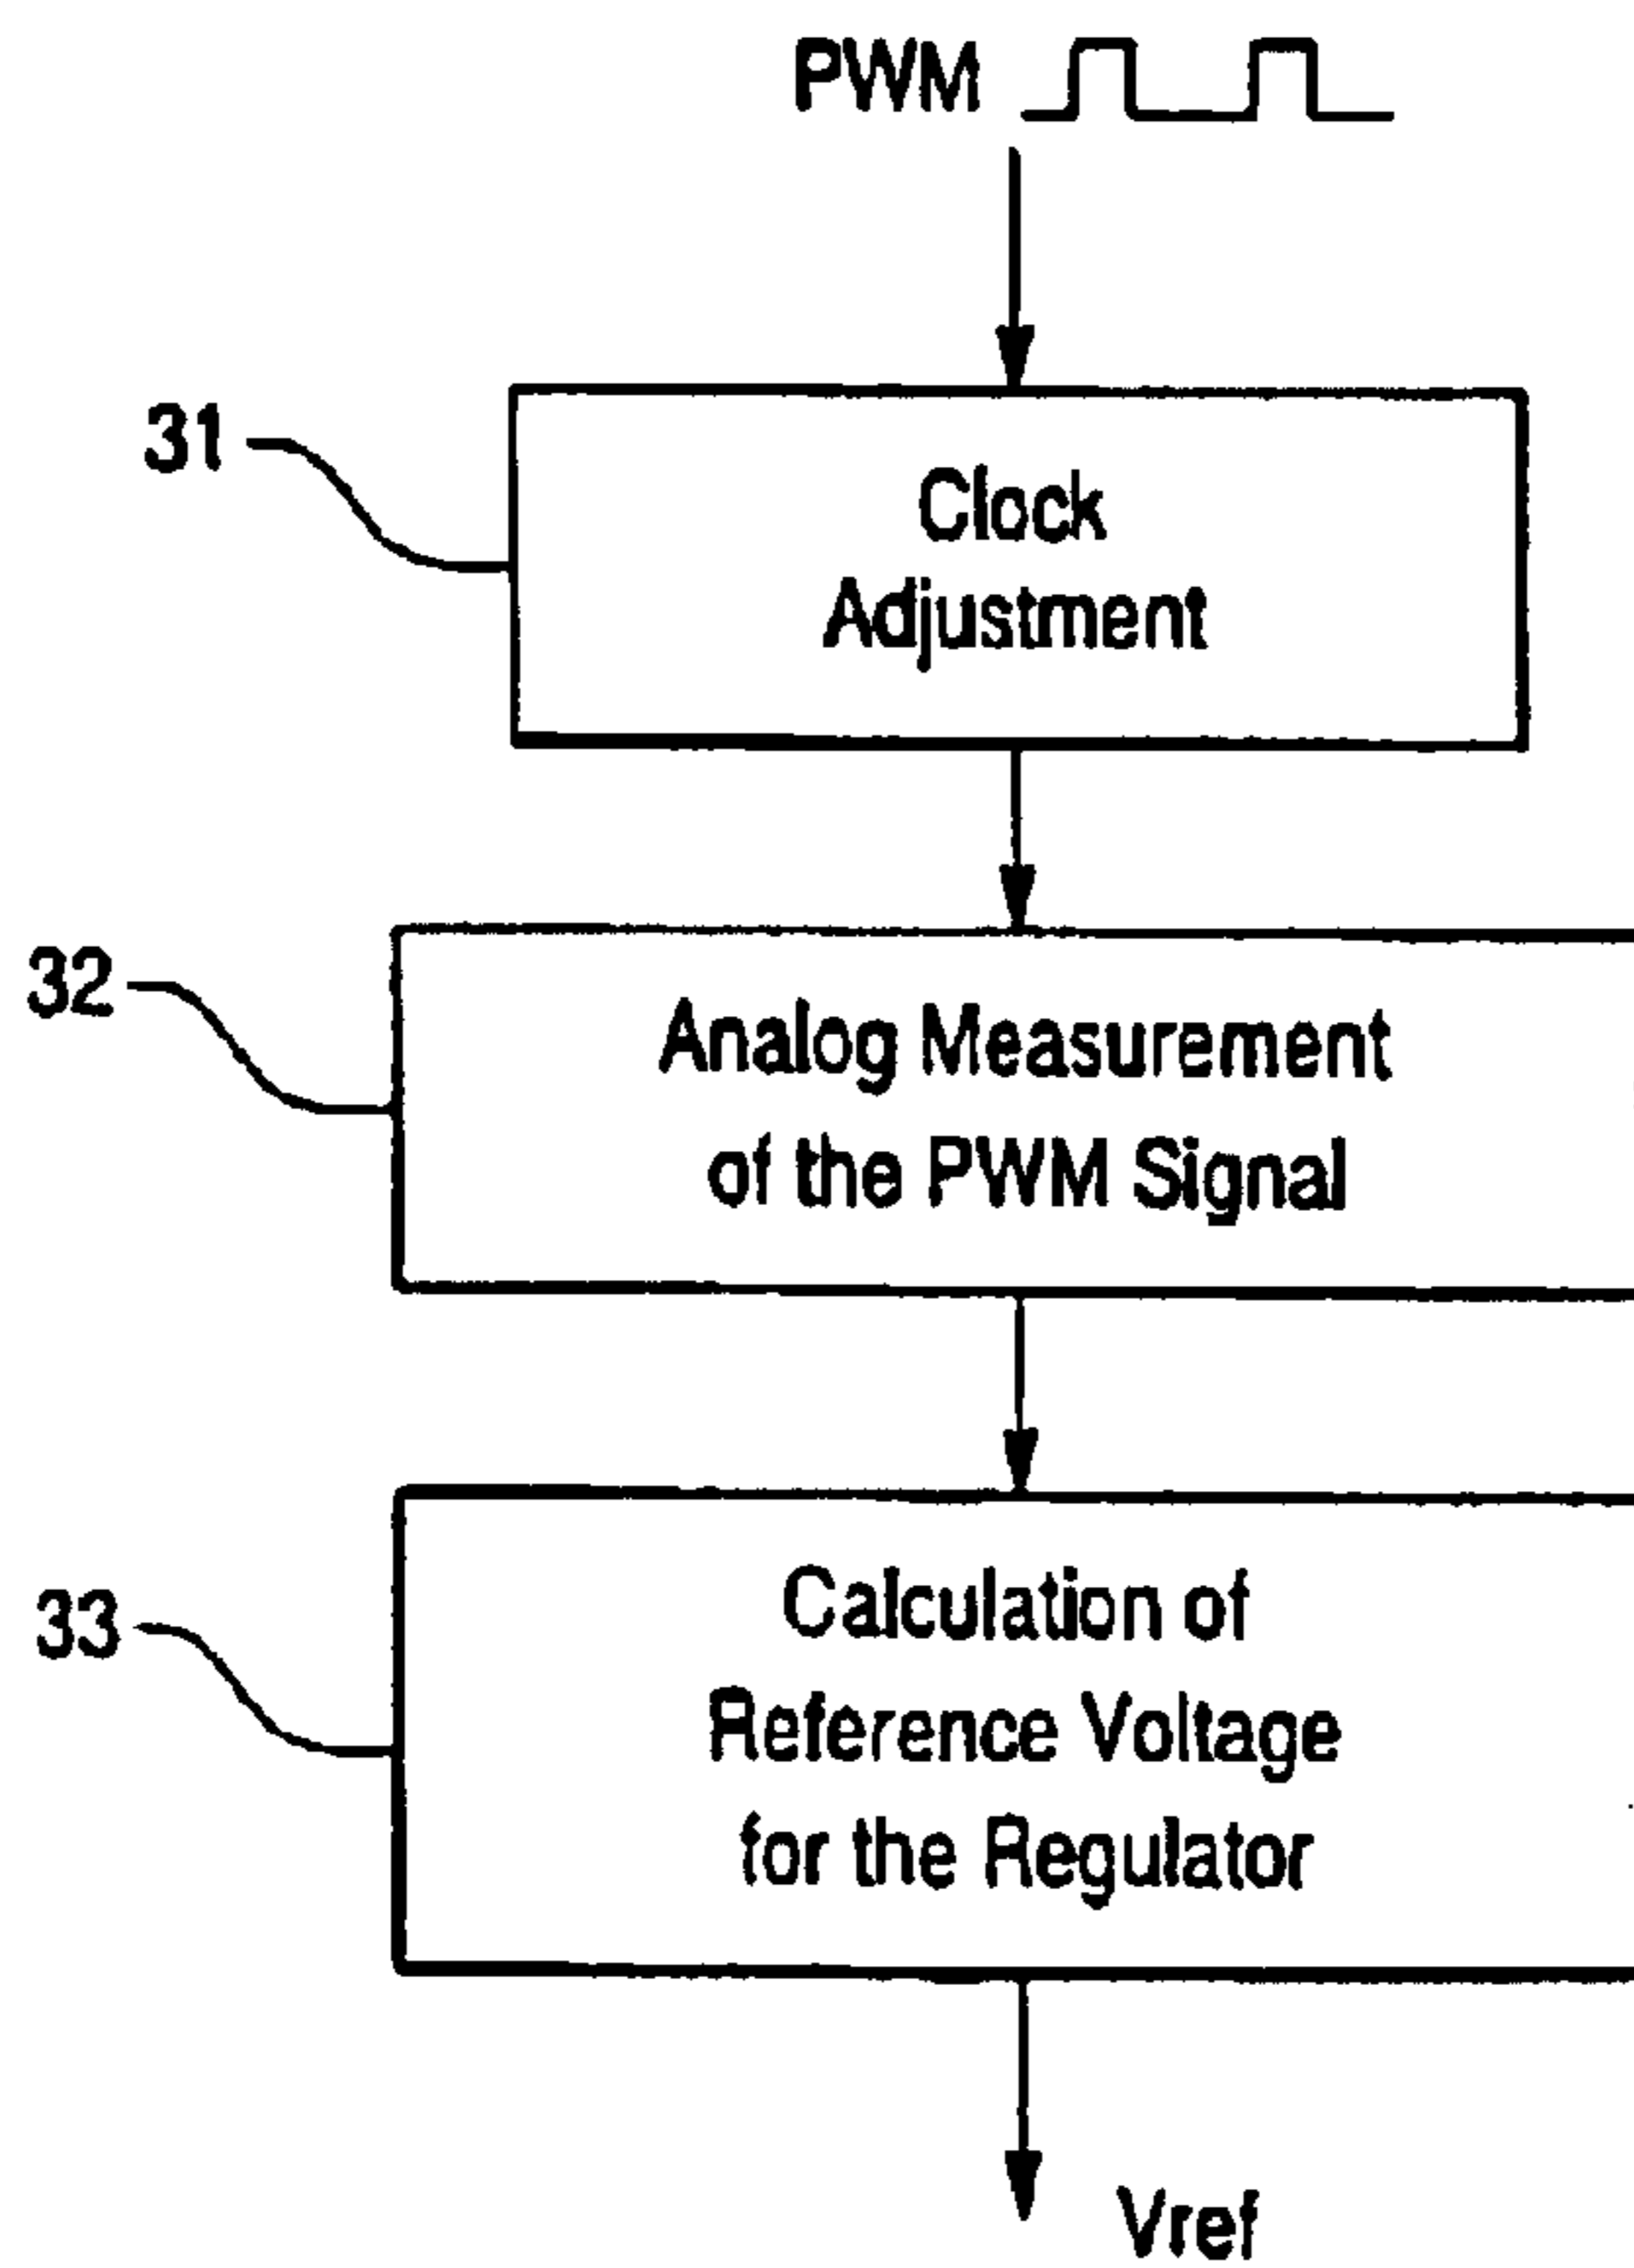 PWM
31
Clock
Adjustment
32
Analog Measurement
of the PWM Signal
33
Calculation of
Reference Voltage
for the Regulator
Vref